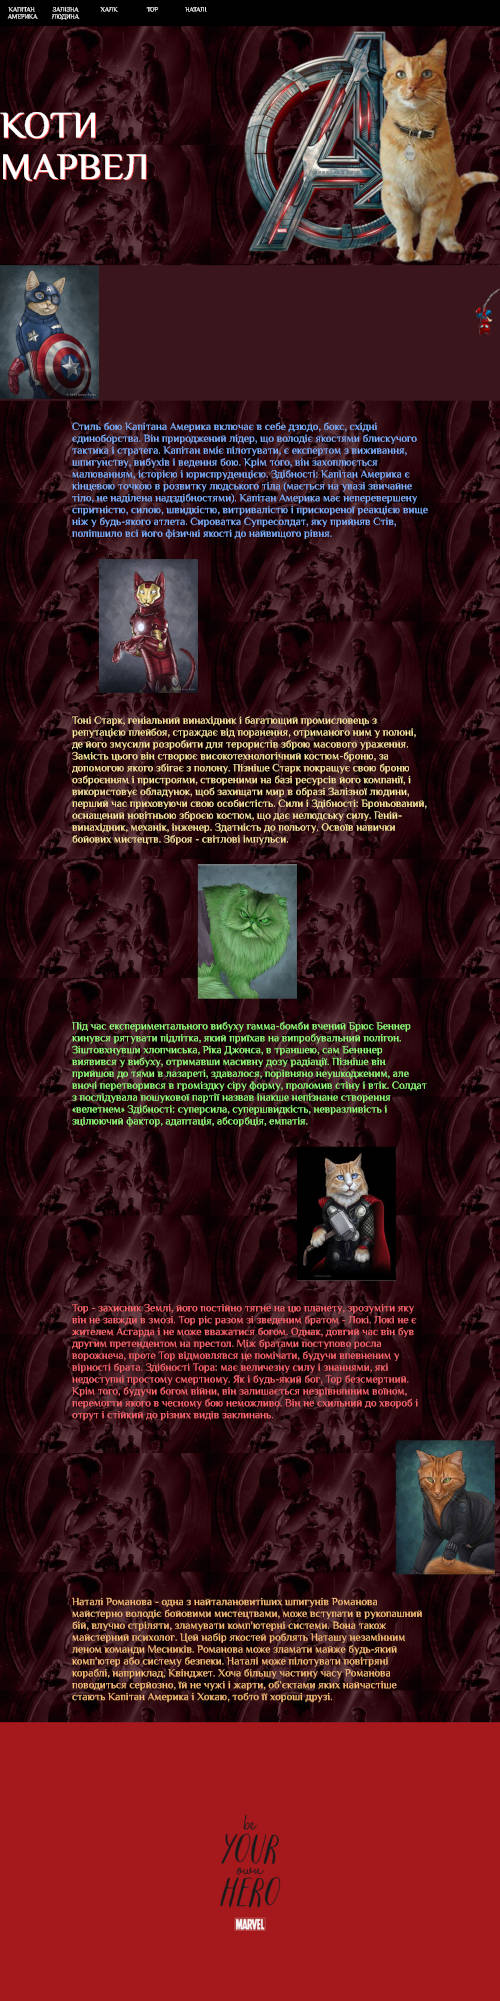 КАПІТАН АМЕРИКА
ЗАЛІЗНА ЛЮДИНА
ХАЛК
ТОР
НАТАЛІ
КОТИ
МАРВЕЛ
Стиль бою Капітана Америка включає в себе дзюдо, бокс, східні
єдиноборства. Він природжений лідер, що володіє якостями блискучого
тактика і стратега. Капітан вміє пілотувати, є експертом з виживання,
шпигунству, вибухів і ведення бою. Крім того, він захоплюється
малюванням, історією і юриспруденцією. Здібності: Капітан Америка є
кінцевою точкою в розвитку людського тіла (мається на увазі звичайне
тіло, не наділена надздібностями). Капітан Америка має неперевершену
спритністю, силою, швидкістю, витривалістю і прискореної реакцією вище
ніж у будь-якого атлета. Сироватка Супресолдат, яку прийняв Стів,
поліпшило всі його фізичні якості до найвищого рівня.
Тоні Старк, геніальний винахідник і багатющий промисловець з
репутацією плейбоя, страждає від поранення, отриманого ним у полоні,
де його змусили розробити для терористів зброю масового ураження.
Замість цього він створює високотехнологічний костюм-броню, за
допомогою якого збігає з полону. Пізніше Старк покращує свою броню
озброєнням і пристроями, створеними на базі ресурсів його компанії, і
використовує обладунок, щоб захищати мир в образі Залізної людини,
перший час приховуючи свою особистість. Сили і Здібності: Броньований,
оснащений новітньою зброєю костюм, що дає нелюдську силу. Геній-
винахідник, механік, інженер. Здатність до польоту. Освоїв навички
бойових мистецтв. Зброя - світлові імпульси.
Під час експериментального вибуху гамма-бомби вчений Брюс Беннер
кинувся рятувати підлітка, який приїхав на випробувальний полігон.
Зіштовхнувши хлопчиська, Ріка Джонса, в траншею, сам Бенннер
виявився у вибуху, отримавши масивну дозу радіації. Пізніше він
прийшов до тями в лазареті, здавалося, порівняно неушкодженим, але
вночі перетворився в громіздку сіру форму, проломив стіну і втік. Солдат
з послідувала пошукової партії назвав інакше непізнане створення
«велетнем» Здібності: суперсила, супершвидкість, невразливість і
зцілюючий фактор, адаптація, абсорбція, емпатія.
Тор - захисник Землі, його постійно тягне на цю планету, зрозуміти яку
він не завжди в змозі. Тор ріс разом зі зведеним братом - Локі. Локі не є
жителем Асгарда і не може вважатися богом. Однак, довгий час він був
другим претендентом на престол. Між братами поступово росла
ворожнеча, проте Тор відмовлявся це помічати, будучи впевненим у
вірності брата. Здібності Тора: має величезну силу і знаннями, які
недоступні простому смертному. Як і будь-який бог, Тор безсмертний.
Крім того, будучи богом війни, він залишається незрівнянним воїном,
перемогти якого в чесному бою неможливо. Він не схильний до хвороб і
отрут і стійкий до різних видів заклинань.
Наталі Романова - одна з найталановитіших шпигунів Романова
майстерно володіє бойовими мистецтвами, може вступати в рукопашний
бій, влучно стріляти, зламувати комп'ютерні системи. Вона також
майстерний психолог. Цей набір якостей роблять Наташу незамінним
леном команди Месників. Романова може зламати майже будь-який
комп'ютер або систему безпеки. Наталі може пілотувати повітряні
кораблі, наприклад, Квінджет. Хоча більшу частину часу Романова
поводиться серйозно, їй не чужі і жарти, об'єктами яких найчастіше
стають Капітан Америка і Хокаю, тобто її хороші друзі.
be
YOUR
own
HERO
MARVEL